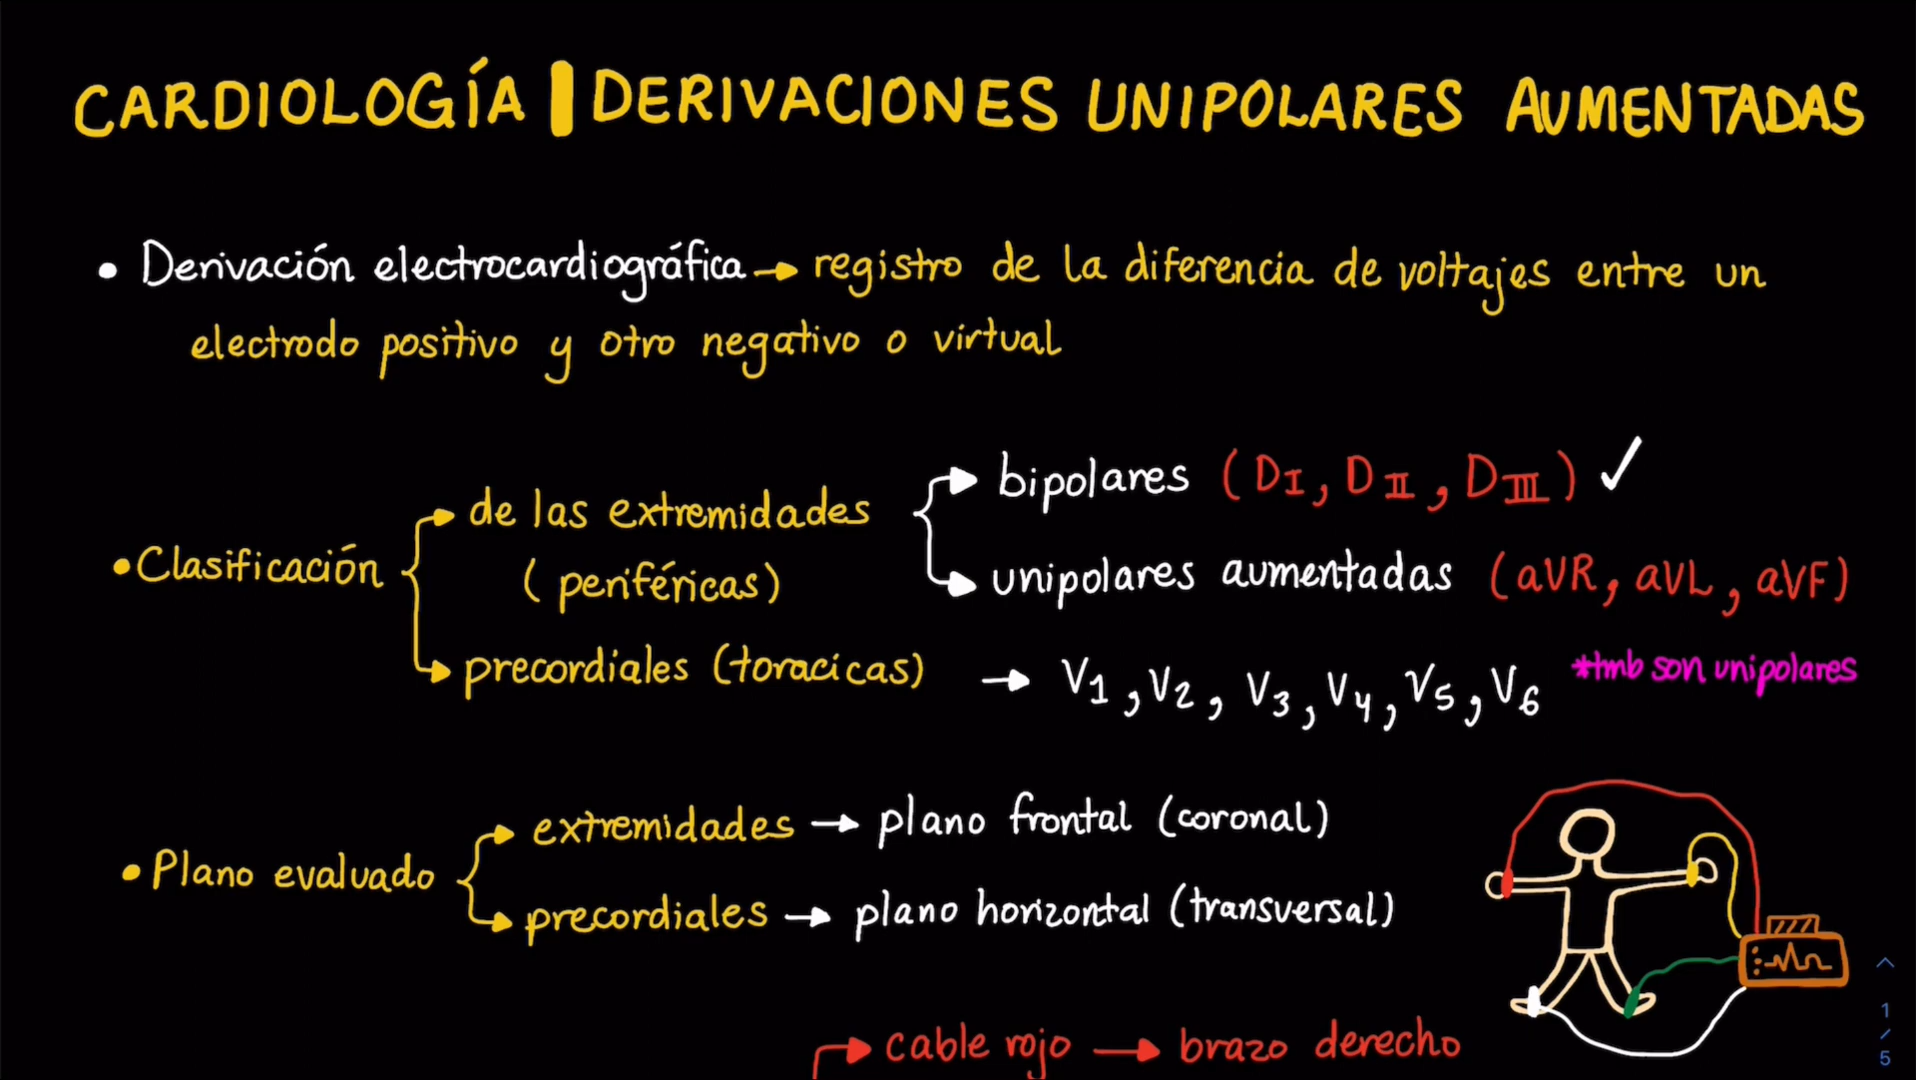 CARDIOLOGÍA | DERIVACIONES UNIPOLARES AUMENTADAS
• Derivación electrocardiográfica → registro de la diferencia de voltajes entre un
electrodo positivo y otro negativo o virtual
• Clasificación
de las extremidades
(periféricas)
bipolares (DI, DII, DIII) ✓
unipolares aumentadas (aVR, aVL, aVF)
precordiales (toracicas) → V1, V2, V3, V4, V5, V6 *tmb son unipolares
• Plano evaluado
extremidades → plano frontal (coronal)
precordiales → plano horizontal (transversal)
cable rojo → brazo derecho
1
/
5